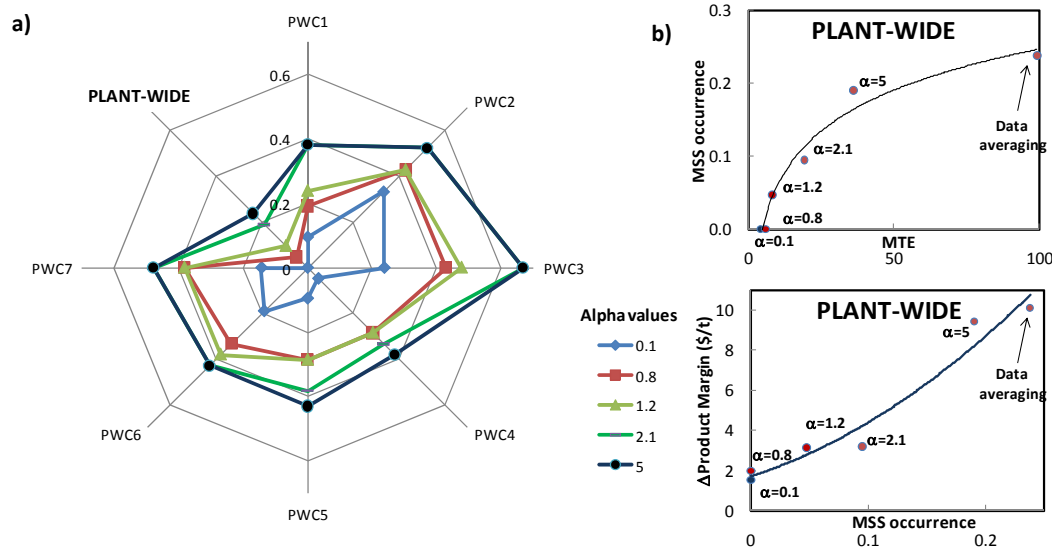 a)
PWC1
0.6
PLANT-WIDE
PWC2
0.4
0.2
PWC7
0
PWC3
PWC6
PWC4
PWC5
Alpha values
0.1
0.8
1.2
2.1
5
b)
0.3
PLANT-WIDE
MSS occurrence
0.2
α=5
Data
averaging
0.1
α=2.1
α=1.2
α=0.8
0.0
α=0.1
0
MTE
50
100
ΔProduct Margin ($/t)
10
PLANT-WIDE
8
α=5
Data
averaging
6
4
α=1.2
α=0.8
α=2.1
2
α=0.1
0
MSS occurrence
0
0.1
0.2